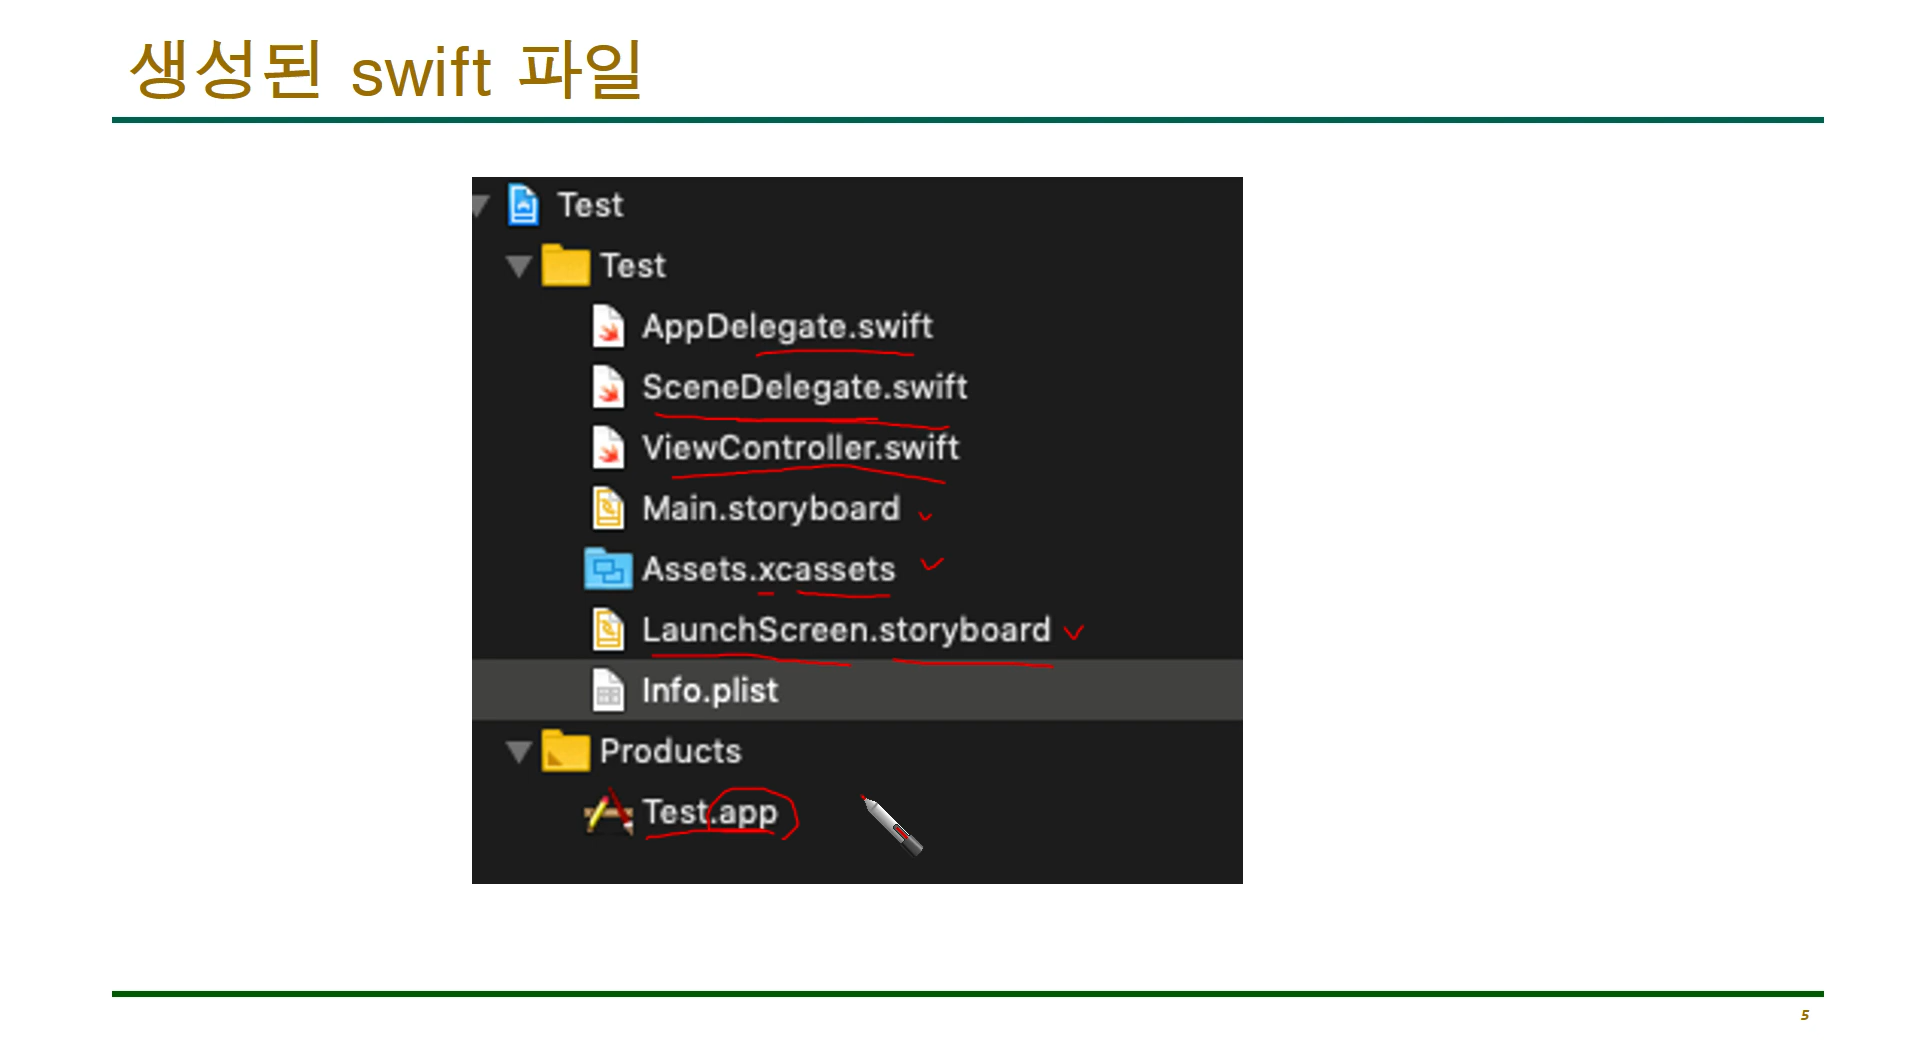 생성된 swift 파일
Test
Test
AppDelegate.swift
SceneDelegate.swift
ViewController.swift
Main.storyboard
Assets.xcassets
LaunchScreen.storyboard
Info.plist
Products
Test.app
5